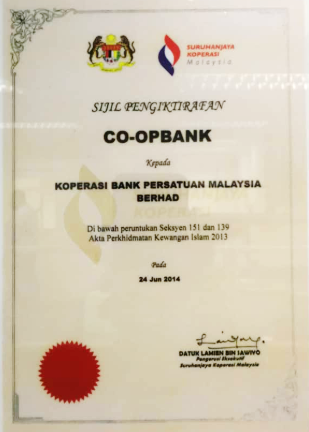 SURUHANJAYA
KOPERASI
Malaysia
SIJIL PENGIKTIRAFAN
CO-OPBANK
Kepada
KOPERASI BANK PERSATUAN MALAYSIA
BERHAD
Di bawah peruntukan Seksyen 151 dan 139
Akta Perkhidmatan Kewangan Islam 2013
Pada
24 Jun 2014
DATUK LAMIEN BIN SAWIYO
Pengerusi Eksekutif
Suruhanjaya Koperasi Malaysia